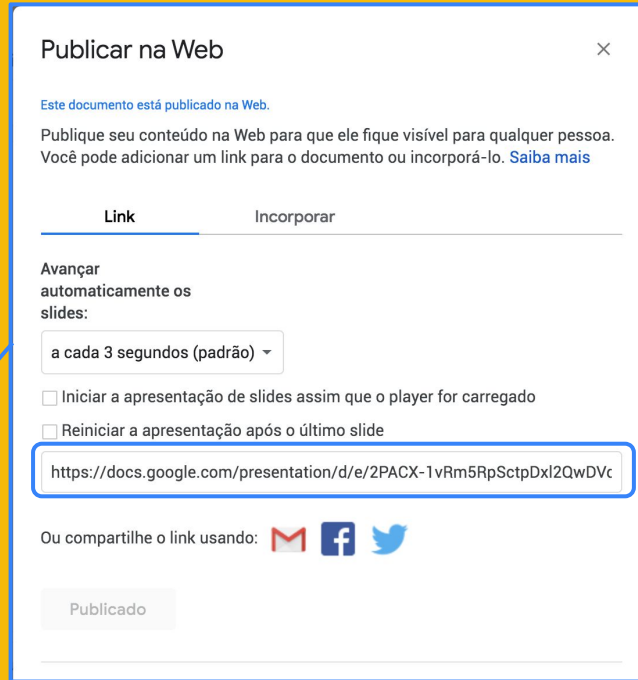 Publicar na Web
Este documento está publicado na Web.
Publique seu conteúdo na Web para que ele fique visível para qualquer pessoa.
Você pode adicionar um link para o documento ou incorporá-lo. Saiba mais
Link Incorporar
Avançar
automaticamente os
slides:
a cada 3 segundos (padrão)
Iniciar a apresentação de slides assim que o player for carregado
Reiniciar a apresentação após o último slide
https://docs.google.com/presentation/d/e/2PACX-1vRm5RpSctpDxl2QwDVc
Ou compartilhe o link usando:
Publicado